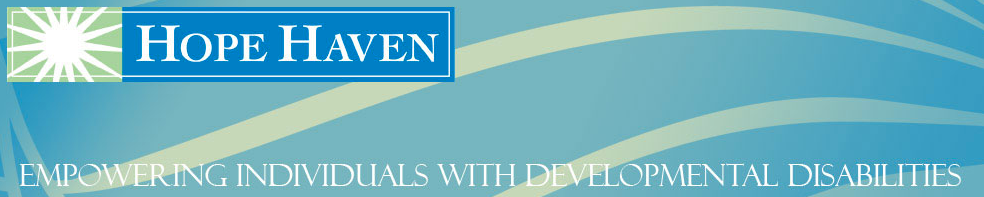 HOPE HAVEN
EMPOWERING INDIVIDUALS WITH DEVELOPMENTAL DISABILITIES